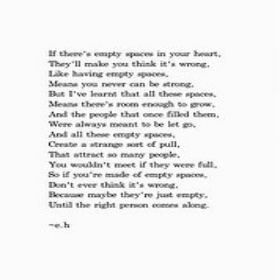 If there's empty spaces in your heart,
They'll make you think it's wrong,
Like having empty spaces,
Means you never can be strong,
But I've learnt that all these spaces,
Means there's room enough to grow,
And the people that once filled them,
Were always meant to be let go,
And all these empty spaces,
Create a strange sort of pull,
That attract so many people,
You wouldn't meet if they were full,
So if you're made of empty spaces,
Don't ever think it's wrong,
Because maybe they're just empty,
Until the right person comes along.
~e.h